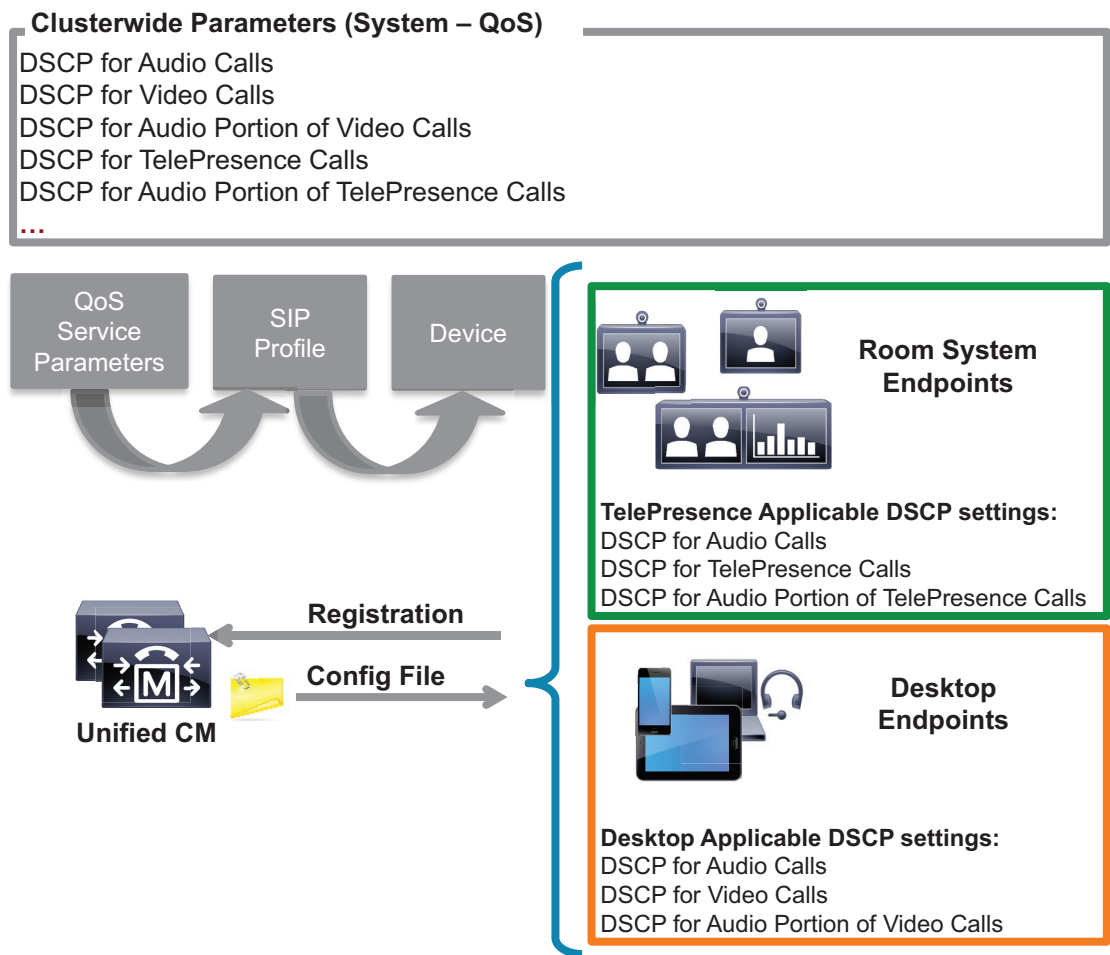 Clusterwide Parameters (System – QoS)
DSCP for Audio Calls
DSCP for Video Calls
DSCP for Audio Portion of Video Calls
DSCP for TelePresence Calls
DSCP for Audio Portion of TelePresence Calls
...
QoS
Service
Parameters
SIP
Profile
Device
Room System
Endpoints
TelePresence Applicable DSCP settings:
DSCP for Audio Calls
DSCP for TelePresence Calls
DSCP for Audio Portion of TelePresence Calls
Registration
Config File
M
Unified CM
Desktop
Endpoints
Desktop Applicable DSCP settings:
DSCP for Audio Calls
DSCP for Video Calls
DSCP for Audio Portion of Video Calls